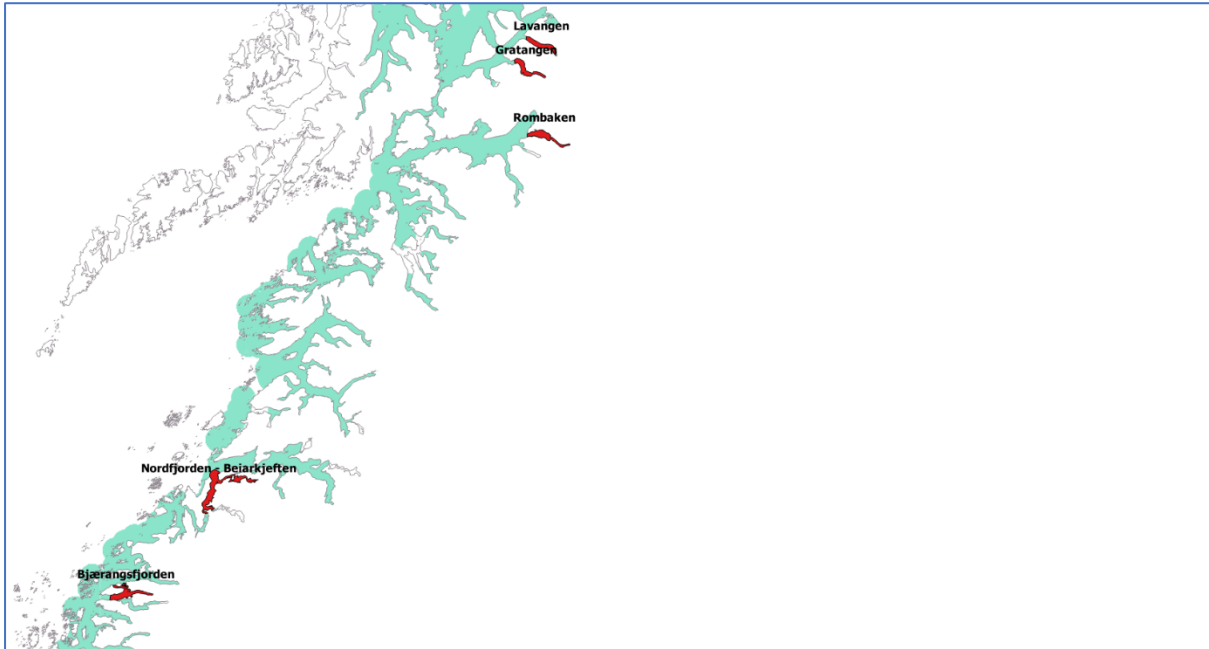 Lavangen
Gratangen
Rombaken
Nordfjorden - Beiarkjeften
Bjærangsfjorden